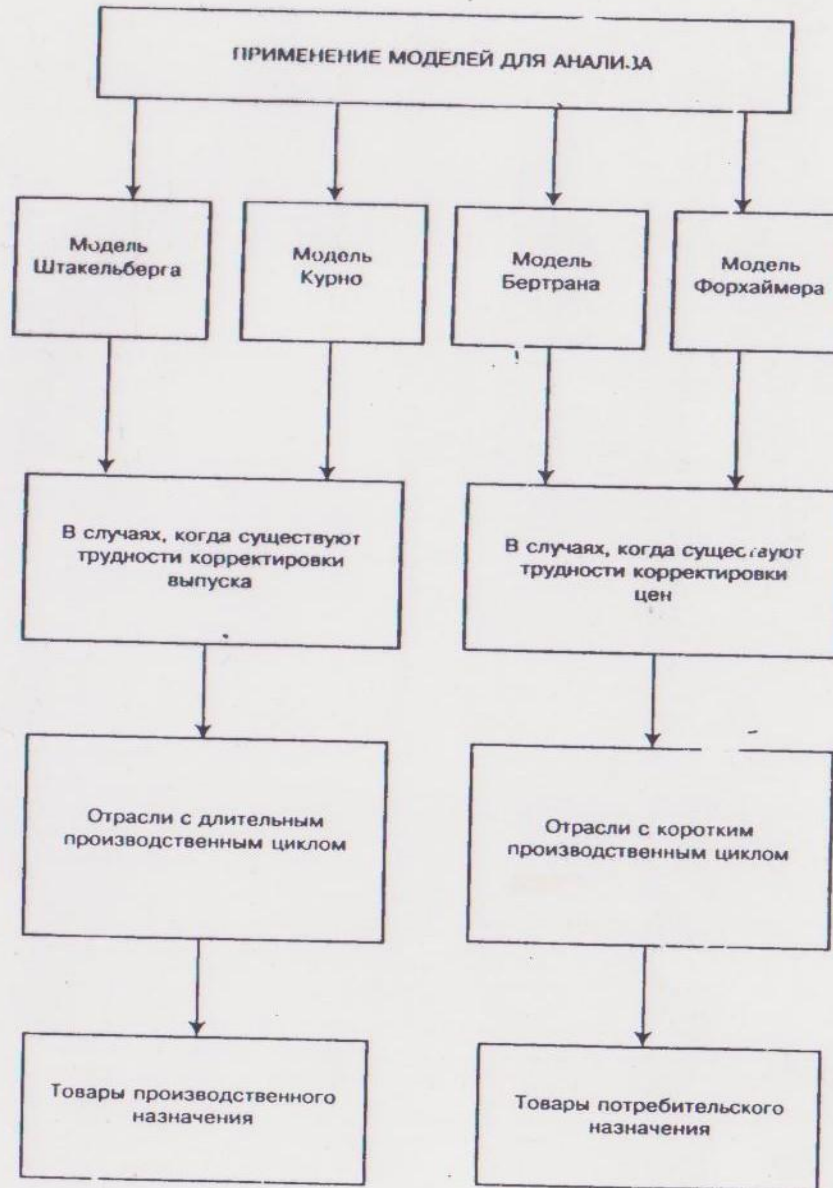 ПРИМЕНЕНИЕ МОДЕЛЕЙ ДЛЯ АНАЛИЗА
Модель
Штакельберга
Модель
Курно
Модель
Бертрана
Модель
Форхаймера
В случаях, когда существуют
трудности корректировки
выпуска
В случаях, когда существуют
трудности корректировки
цен
Отрасли с длительным
производственным циклом
Отрасли с коротким
производственным циклом
Товары производственного
назначения
Товары потребительского
назначения